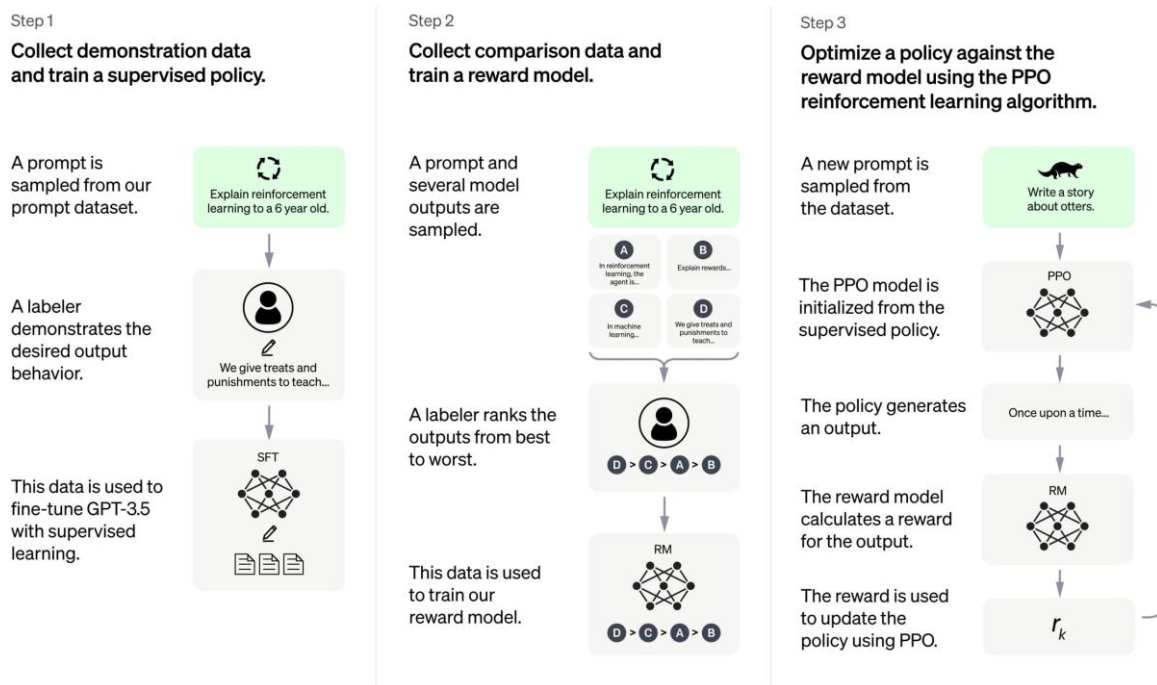 Step 1
Collect demonstration data
and train a supervised policy.
A prompt is
sampled from our
prompt dataset.
Explain reinforcement
learning to a 6 year old.
A labeler
demonstrates the
desired output
behavior.
We give treats and
punishments to teach...
This data is used to
fine-tune GPT-3.5
with supervised
learning.
SFT
Step 2
Collect comparison data and
train a reward model.
A prompt and
several model
outputs are
sampled.
Explain reinforcement
learning to a 6 year old.
A
In reinforcement
learning, the
agent is...
B
Explain rewards...
C
In machine
learning...
D
We give treats and
punishments to
teach...
A labeler ranks the
outputs from best
to worst.
D > C > A > B
This data is used
to train our
reward model.
RM
D > C > A > B
Step 3
Optimize a policy against the
reward model using the PPO
reinforcement learning algorithm.
A new prompt is
sampled from
the dataset.
Write a story
about otters.
The PPO model is
initialized from the
supervised policy.
PPO
The policy generates
an output.
Once upon a time...
The reward model
calculates a reward
for the output.
RM
The reward is used
to update the
policy using PPO.
rₖ